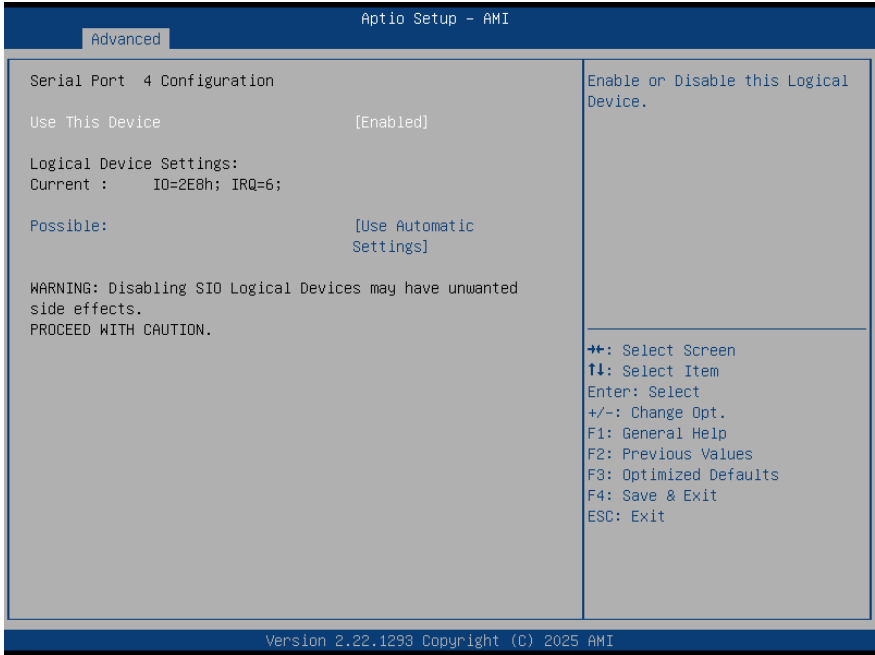 Aptio Setup – AMI
Advanced
Serial Port  4 Configuration
Use This Device [Enabled]
Logical Device Settings:
Current :  IO=2E8h; IRQ=6;
Possible: [Use Automatic
Settings]
WARNING: Disabling SIO Logical Devices may have unwanted
side effects.
PROCEED WITH CAUTION.
Enable or Disable this Logical
Device.
→←: Select Screen
↑↓: Select Item
Enter: Select
+/-: Change Opt.
F1: General Help
F2: Previous Values
F3: Optimized Defaults
F4: Save & Exit
ESC: Exit
Version 2.22.1293 Copyright (C) 2025 AMI